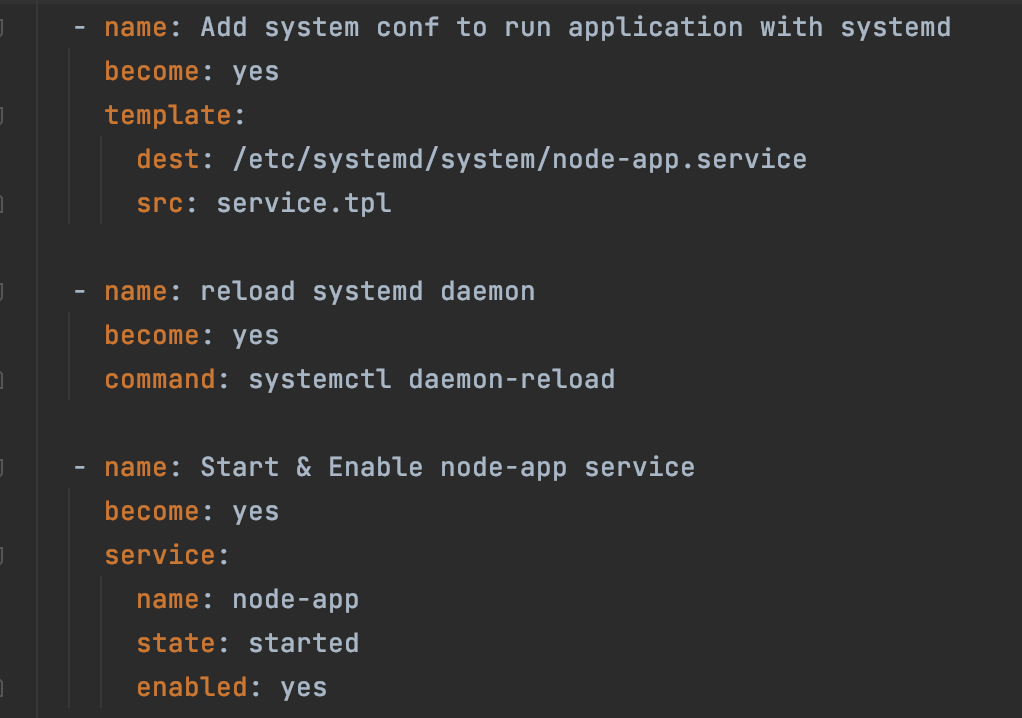 - name: Add system conf to run application with systemd
  become: yes
  template:
    dest: /etc/systemd/system/node-app.service
    src: service.tpl

- name: reload systemd daemon
  become: yes
  command: systemctl daemon-reload

- name: Start & Enable node-app service
  become: yes
  service:
    name: node-app
    state: started
    enabled: yes